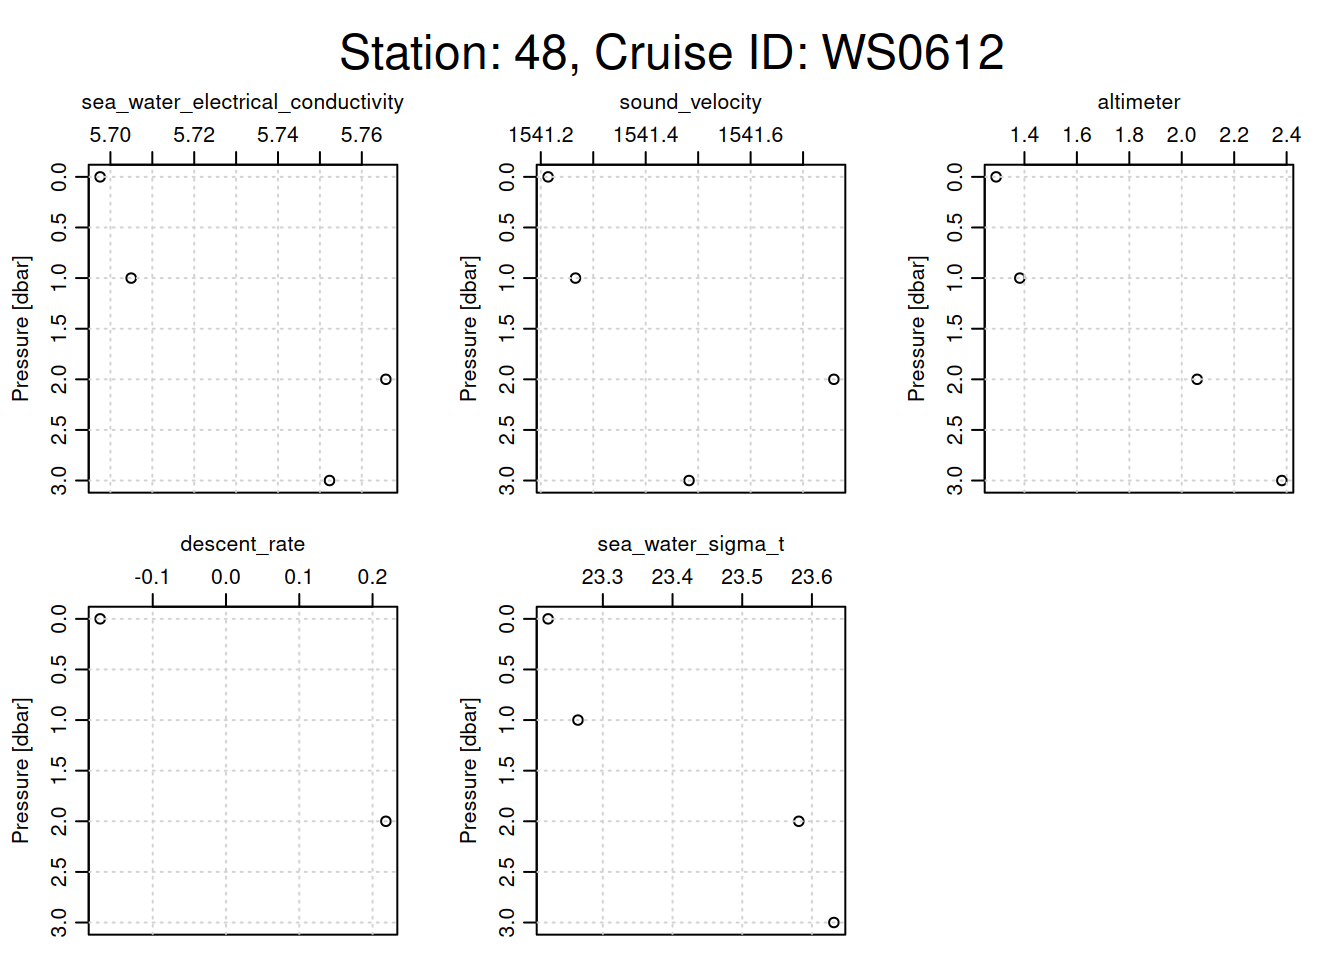 Station: 48, Cruise ID: WS0612
sea_water_electrical_conductivity
5.70 5.72 5.74 5.76
Pressure [dbar]
0.0 0.5 1.0 1.5 2.0 2.5 3.0
sound_velocity
1541.2 1541.4 1541.6
Pressure [dbar]
0.0 0.5 1.0 1.5 2.0 2.5 3.0
altimeter
1.4 1.6 1.8 2.0 2.2 2.4
Pressure [dbar]
0.0 0.5 1.0 1.5 2.0 2.5 3.0
descent_rate
-0.1 0.0 0.1 0.2
Pressure [dbar]
0.0 0.5 1.0 1.5 2.0 2.5 3.0
sea_water_sigma_t
23.3 23.4 23.5 23.6
Pressure [dbar]
0.0 0.5 1.0 1.5 2.0 2.5 3.0